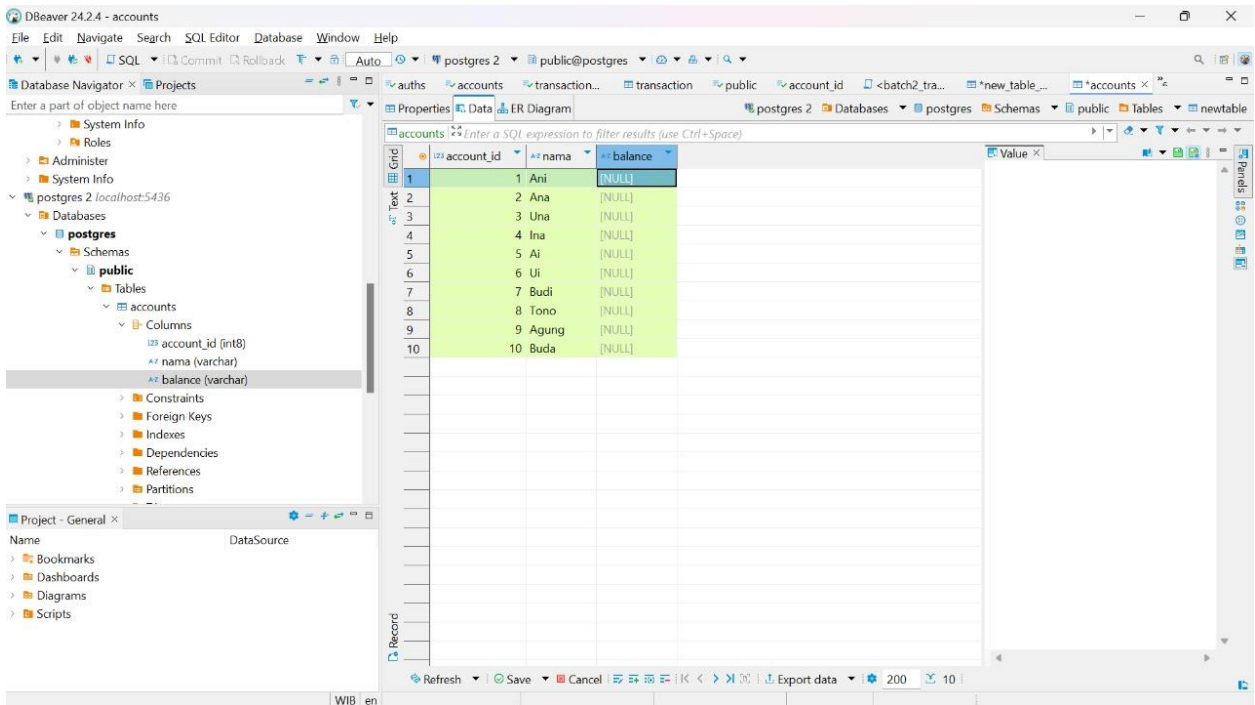 DBeaver 24.2.4 - accounts
File Edit Navigate Search SQL Editor Database Window Help
SQL Commit Rollback Auto postgres 2 public@postgres
Database Navigator Projects
Enter a part of object name here
System Info
Roles
Administer
System Info
postgres 2 localhost:5436
Databases
postgres
Schemas
public
Tables
accounts
Columns
123 account_id (int8)
AZ nama (varchar)
AZ balance (varchar)
Constraints
Foreign Keys
Indexes
Dependencies
References
Partitions
Project - General
Name DataSource
Bookmarks
Dashboards
Diagrams
Scripts
auths accounts transaction... transaction public account_id <batch2_tra... *new_table_... *accounts
Properties Data ER Diagram postgres 2 Databases postgres Schemas public Tables newtable
accounts Enter a SQL expression to filter results (use Ctrl+Space)
Grid
Text
Record
123 account_id AZ nama AZ balance
1 1 Ani [NULL]
2 2 Ana [NULL]
3 3 Una [NULL]
4 4 Ina [NULL]
5 5 Ai [NULL]
6 6 Ui [NULL]
7 7 Budi [NULL]
8 8 Tono [NULL]
9 9 Agung [NULL]
10 10 Buda [NULL]
Value
Panels
Refresh Save Cancel Export data 200 10
WIB en